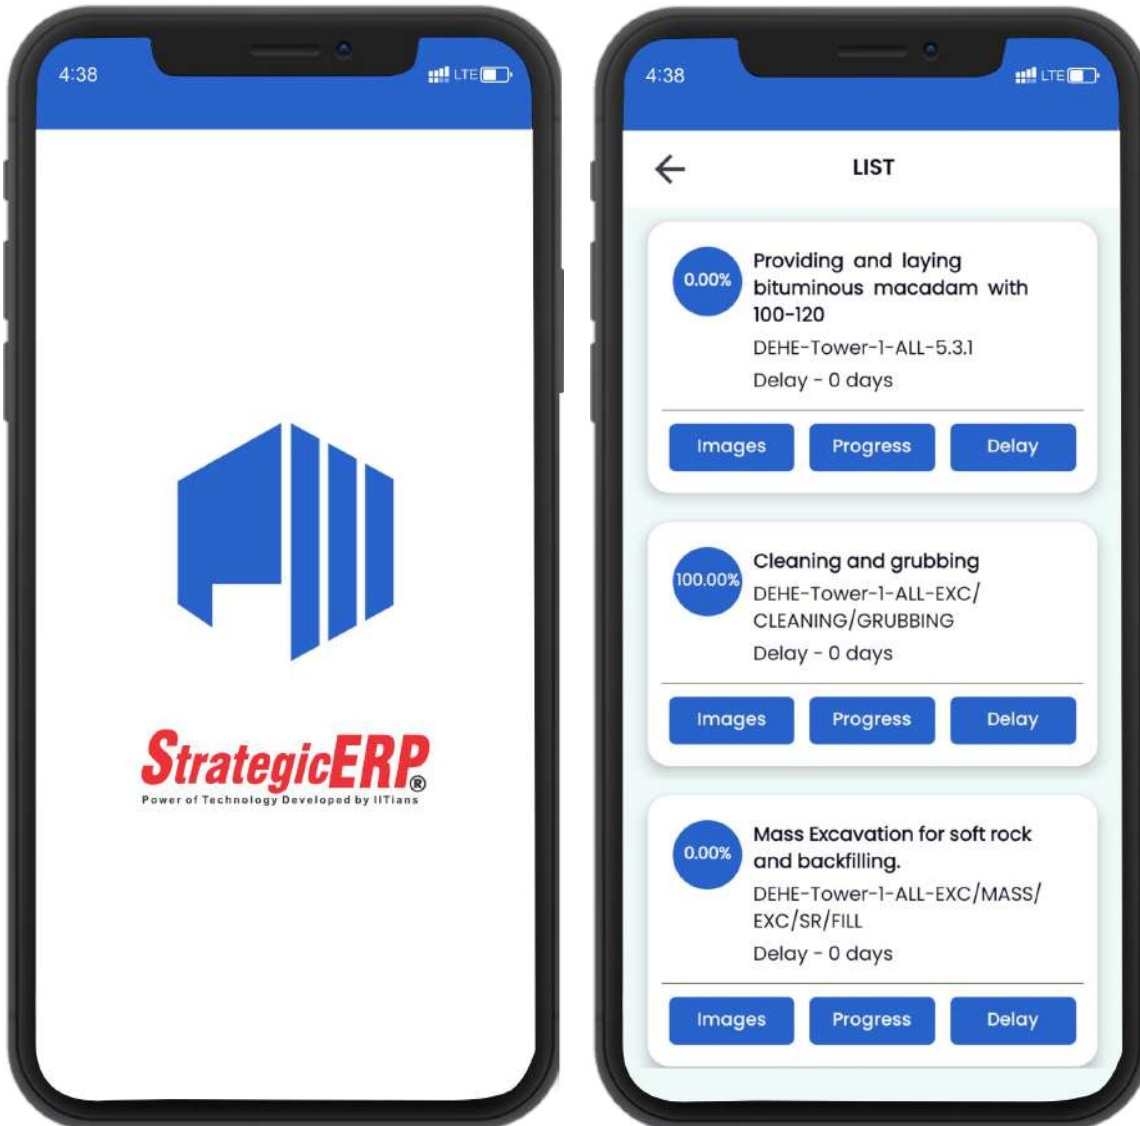 4:38
LTE
StrategicERP®
Power of Technology Developed by IITians
4:38
LTE
LIST
0.00%
Providing and laying
bituminous macadam with
100-120
DEHE-Tower-1-ALL-5.3.1
Delay - 0 days
Images
Progress
Delay
100.00%
Cleaning and grubbing
DEHE-Tower-1-ALL-EXC/
CLEANING/GRUBBING
Delay - 0 days
Images
Progress
Delay
0.00%
Mass Excavation for soft rock
and backfilling.
DEHE-Tower-1-ALL-EXC/MASS/
EXC/SR/FILL
Delay - 0 days
Images
Progress
Delay